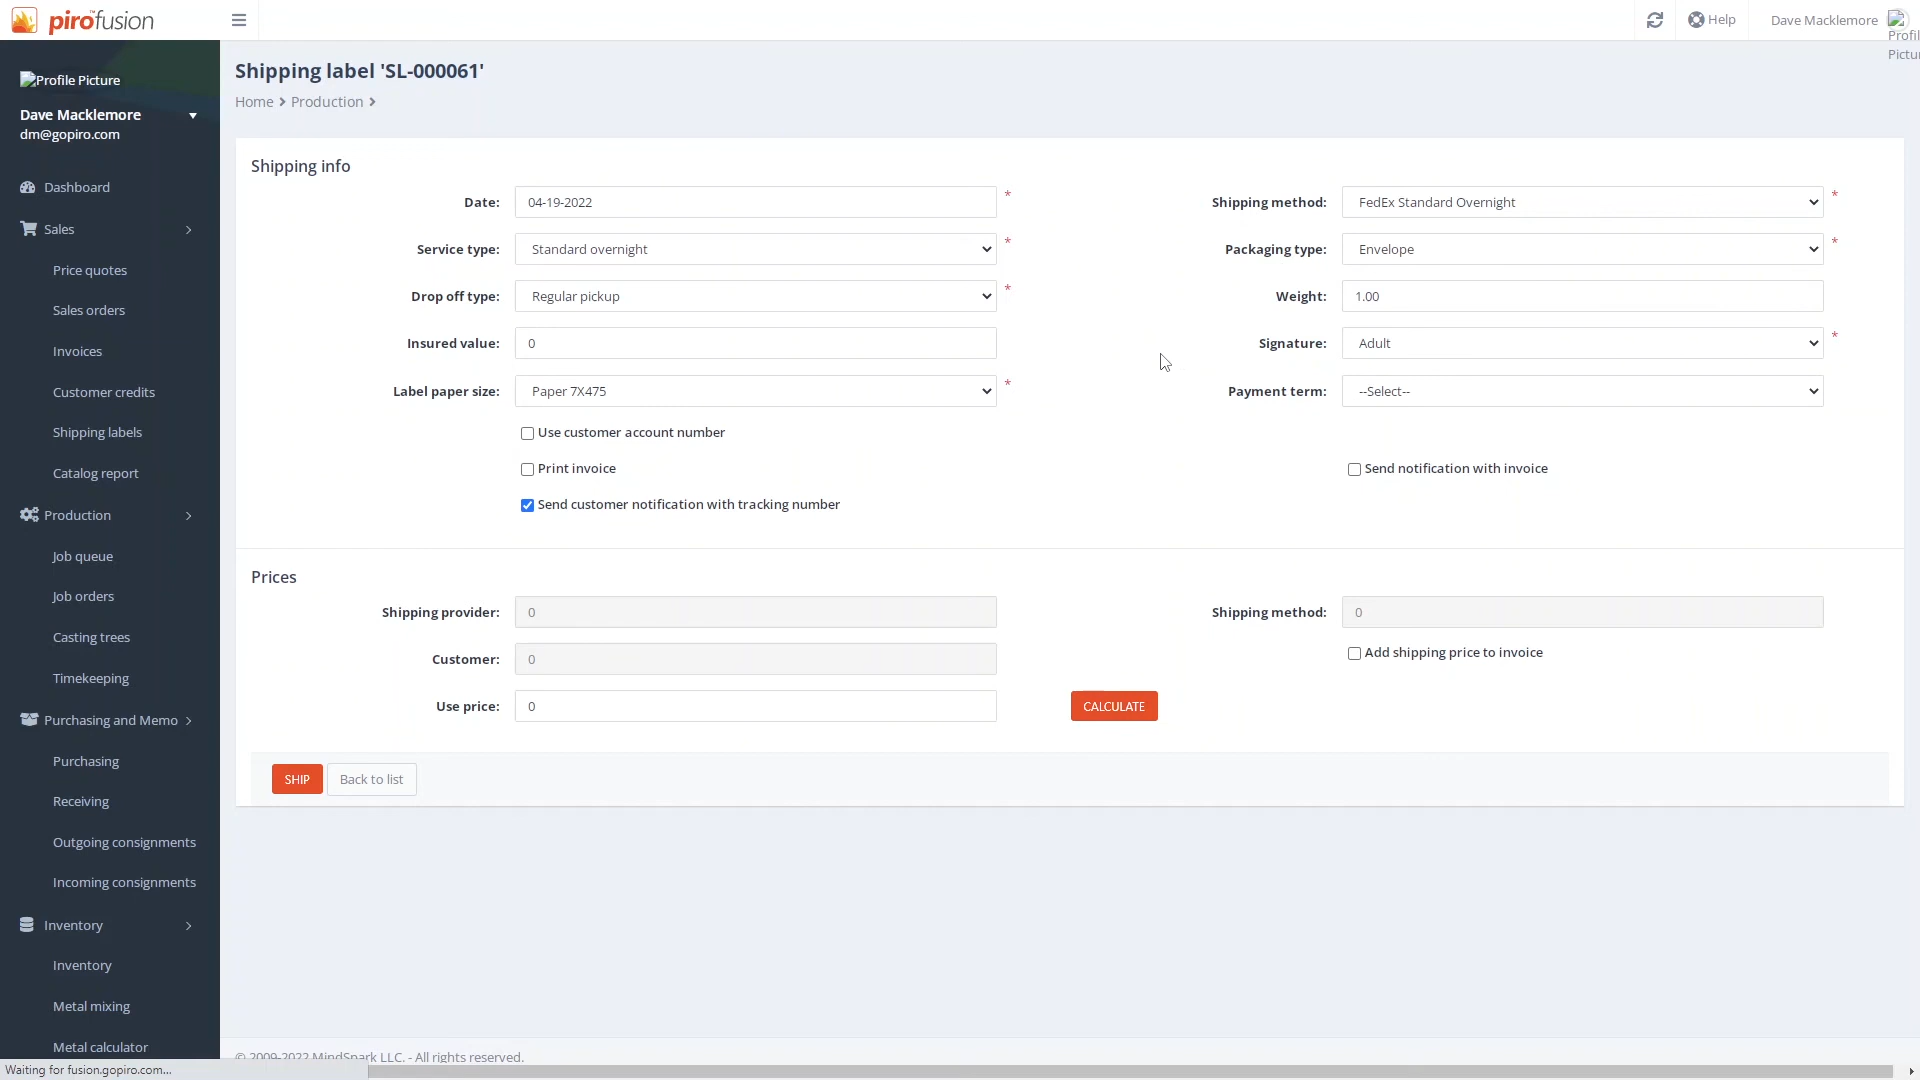 pirofusion
Help
Dave Macklemore
Profil
Pictu
Profile Picture
Dave Macklemore
dm@gopiro.com
Dashboard
Sales
Price quotes
Sales orders
Invoices
Customer credits
Shipping labels
Catalog report
Production
Job queue
Job orders
Casting trees
Timekeeping
Purchasing and Memo
Purchasing
Receiving
Outgoing consignments
Incoming consignments
Inventory
Inventory
Metal mixing
Metal calculator
Shipping label 'SL-000061'
Home > Production >
Shipping info
Date: 04-19-2022 *
Shipping method: FedEx Standard Overnight *
Service type: Standard overnight *
Packaging type: Envelope *
Drop off type: Regular pickup *
Weight: 1.00
Insured value: 0
Signature: Adult *
Label paper size: Paper 7X475 *
Payment term: --Select--
Use customer account number
Print invoice
Send notification with invoice
Send customer notification with tracking number
Prices
Shipping provider: 0
Shipping method: 0
Customer: 0
Add shipping price to invoice
Use price: 0
CALCULATE
SHIP
Back to list
© 2009-2022 MindSpark LLC. - All rights reserved.
Waiting for fusion.gopiro.com...